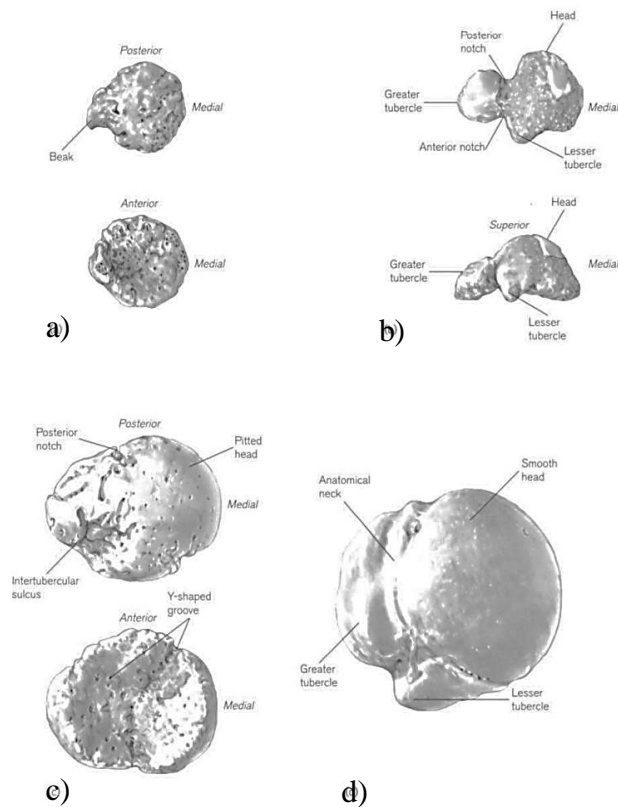 Posterior
Medial
Beak
Anterior
Medial
a)
Posterior
notch
Head
Greater
tubercle
Medial
Anterior notch
Lesser
tubercle
Superior
Head
Greater
tubercle
Medial
Lesser
tubercle
b)
Posterior
Posterior
notch
Pitted
head
Medial
Intertubercular
sulcus
Y-shaped
groove
Anterior
Medial
c)
Anatomical
neck
Smooth
head
Greater
tubercle
Lesser
tubercle
d)